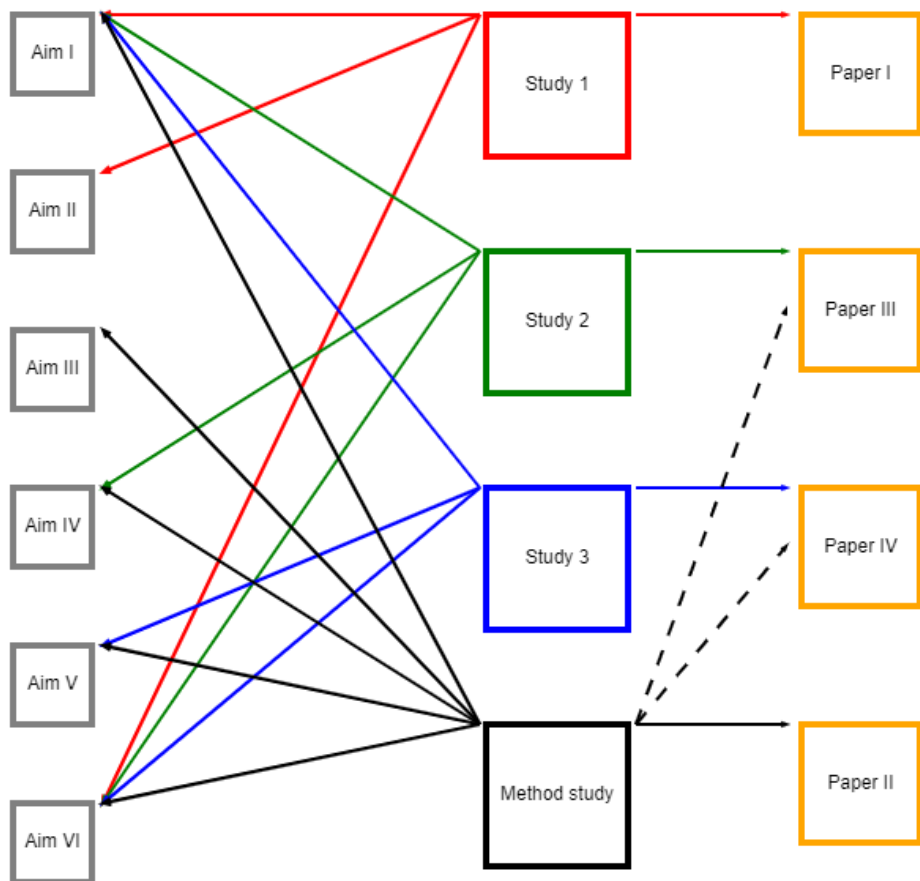 Aim I
Study 1
Paper I
Aim II
Study 2
Paper III
Aim III
Aim IV
Study 3
Paper IV
Aim V
Method study
Paper II
Aim VI